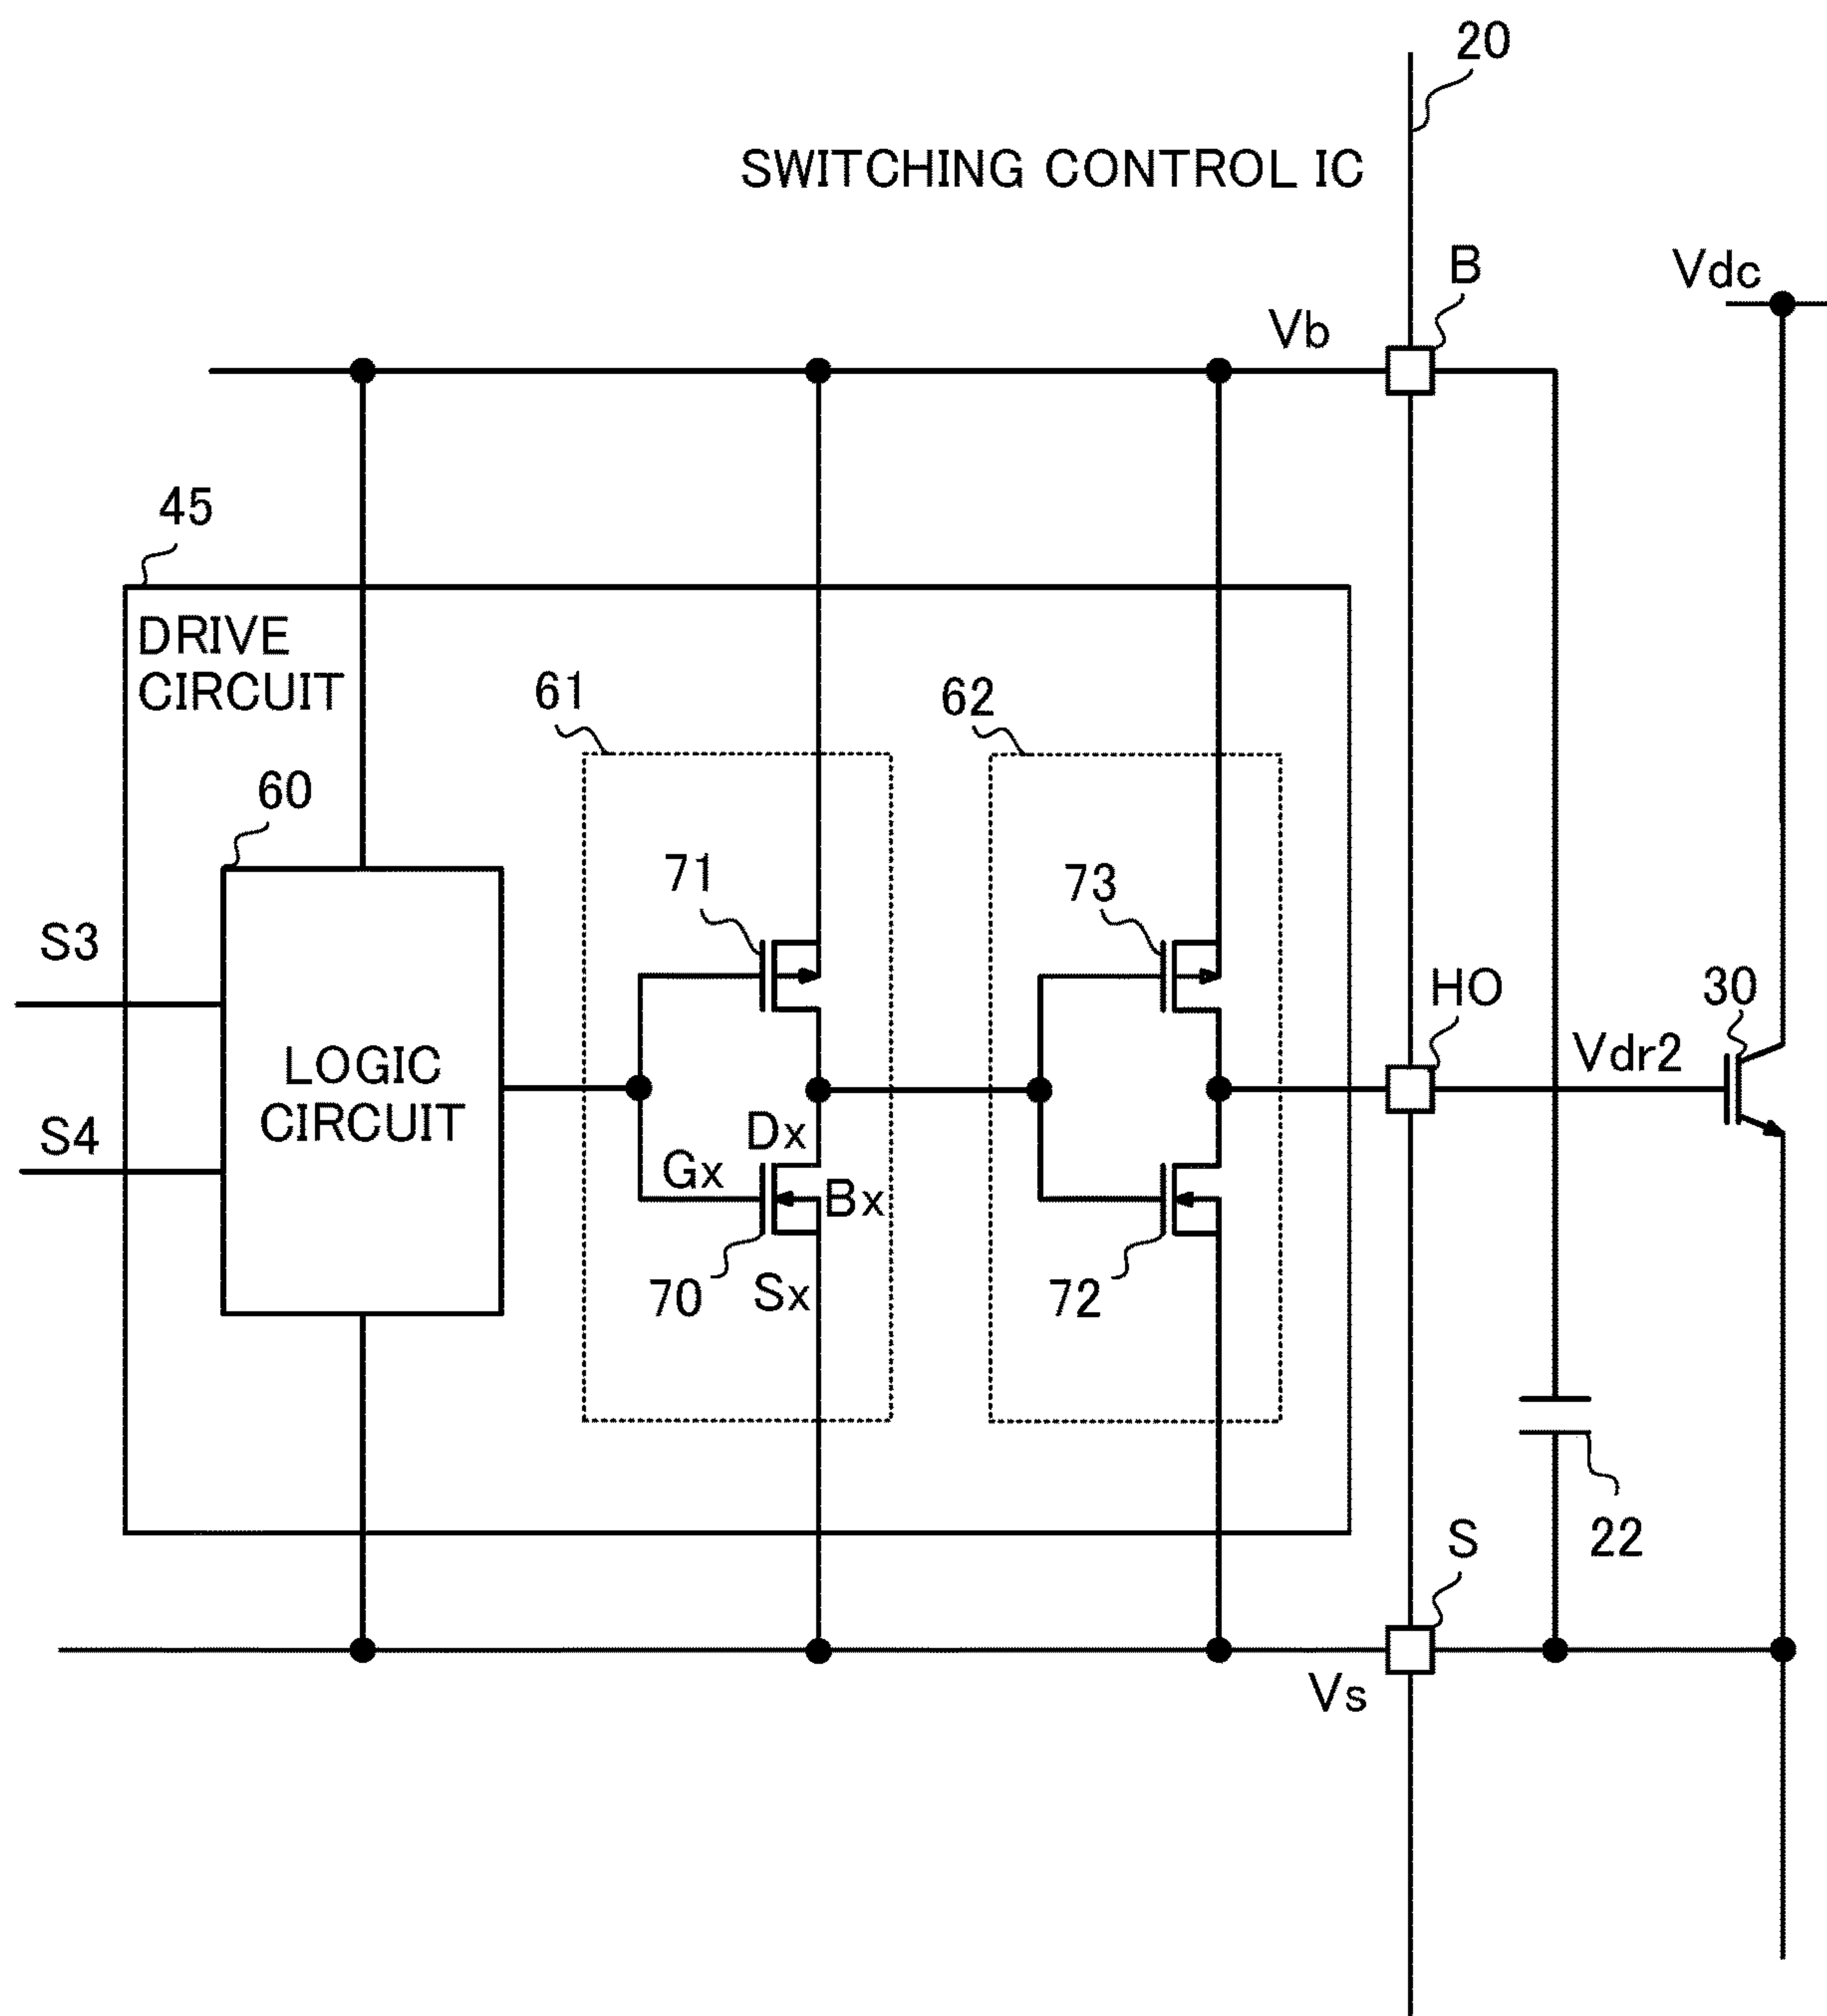 20
SWITCHING CONTROL IC
B
Vdc
Vb
45
DRIVE
CIRCUIT
61
62
60
71
73
S3
HO
30
LOGIC
CIRCUIT
Vdr2
S4
Dx
Gx
Bx
70
Sx
72
S
22
Vs